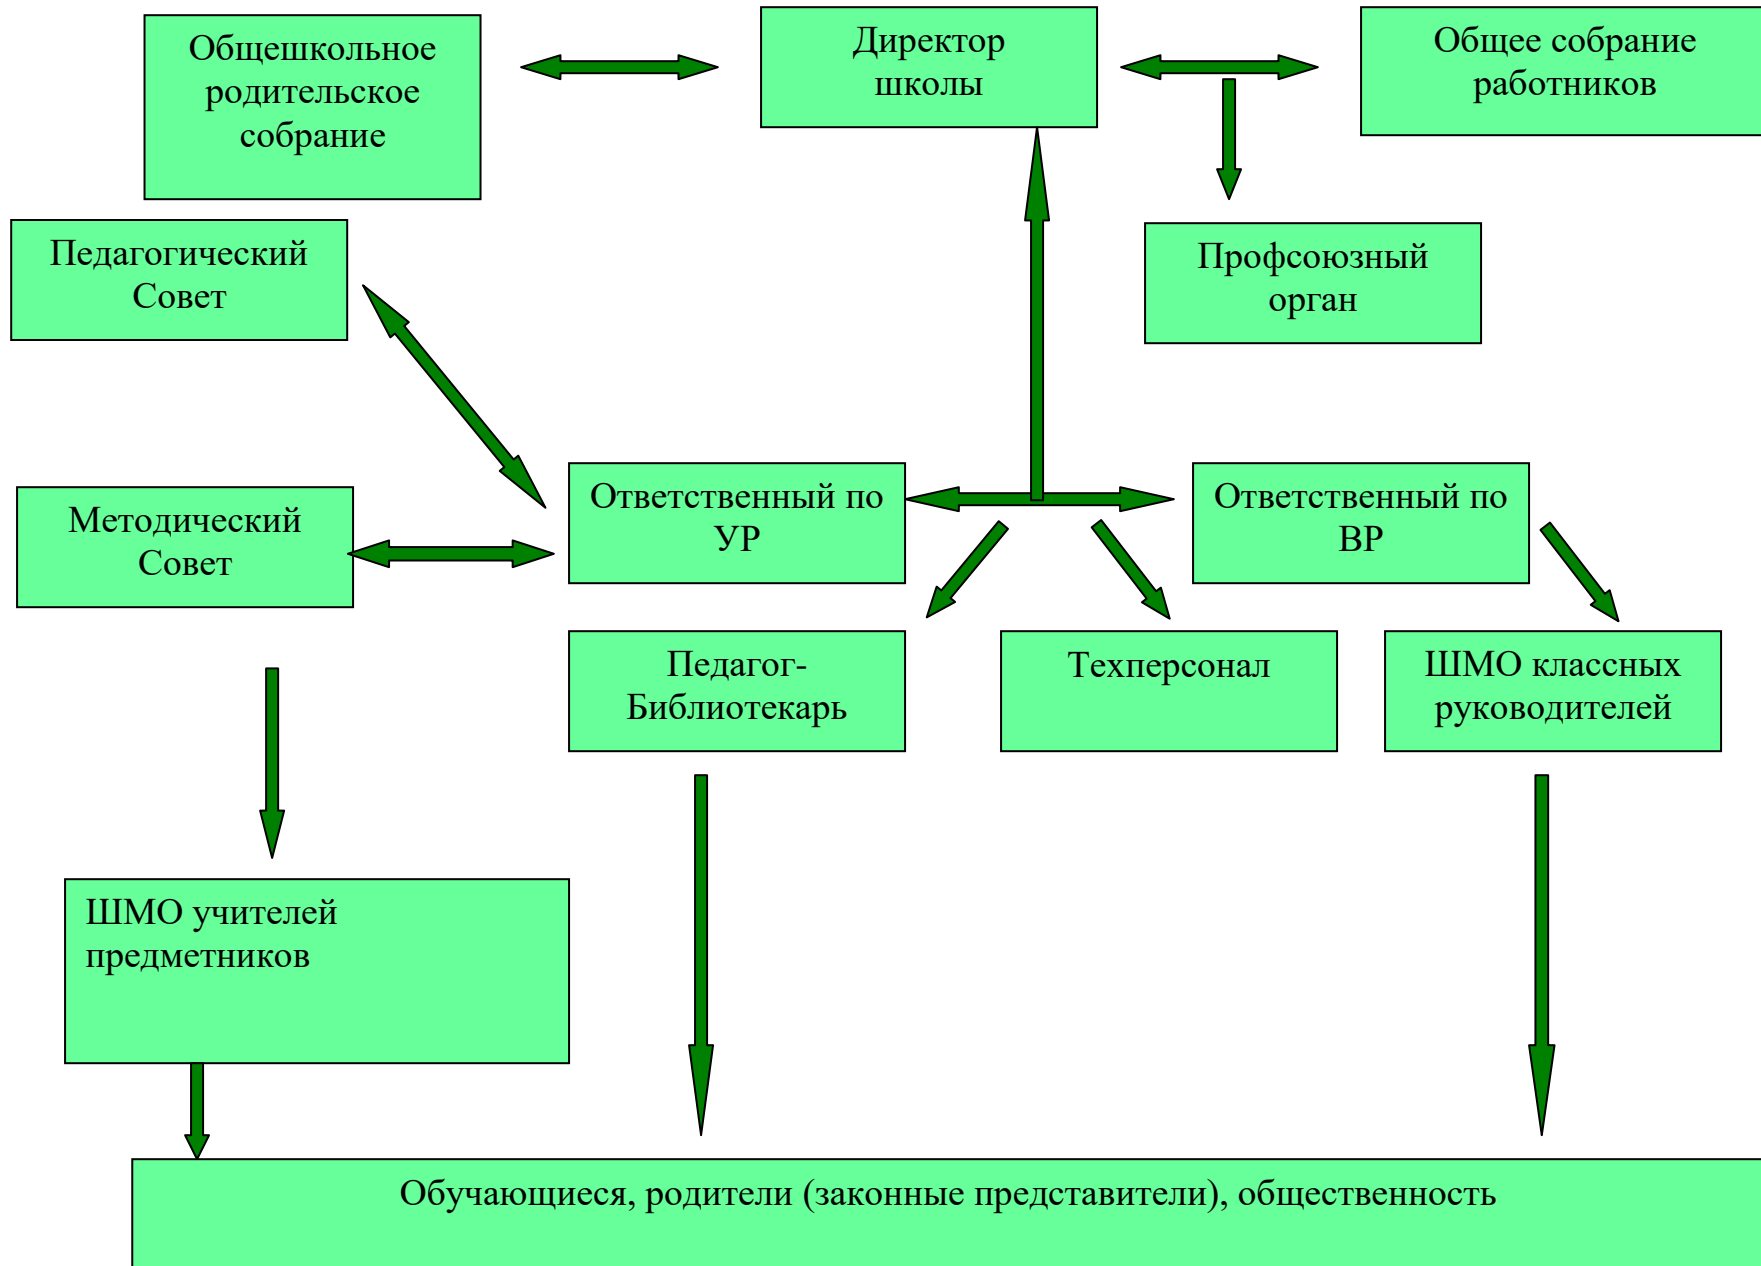 Общешкольное
родительское
собрание
Директор
школы
Общее собрание
работников
Педагогический
Совет
Профсоюзный
орган
Методический
Совет
Ответственный по
УР
Ответственный по
ВР
Педагог-
Библиотекарь
Техперсонал
ШМО классных
руководителей
ШМО учителей
предметников
Обучающиеся, родители (законные представители), общественность